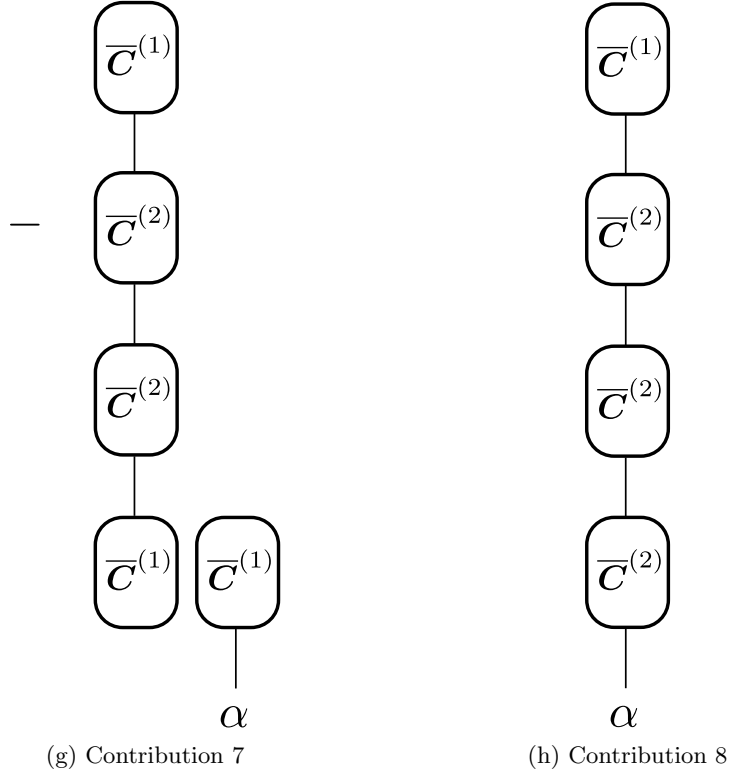 C̅⁽¹⁾ C̅⁽¹⁾
− C̅⁽²⁾ C̅⁽²⁾
C̅⁽²⁾ C̅⁽²⁾
C̅⁽¹⁾ C̅⁽¹⁾ C̅⁽²⁾
α α
(g) Contribution 7
(h) Contribution 8